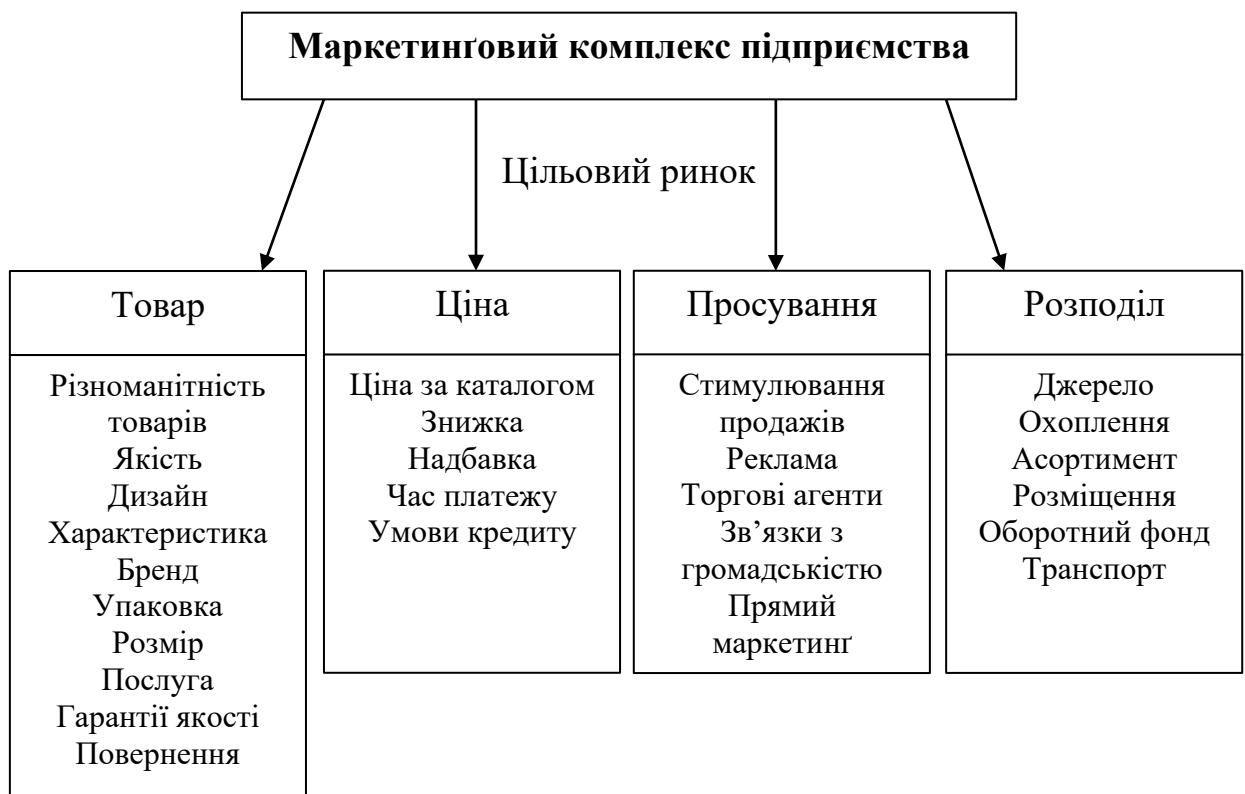 Маркетинґовий комплекс підприємства
Цільовий ринок
Товар
Різноманітність
товарів
Якість
Дизайн
Характеристика
Бренд
Упаковка
Розмір
Послуга
Гарантії якості
Повернення
Ціна
Ціна за каталогом
Знижка
Надбавка
Час платежу
Умови кредиту
Просування
Стимулювання
продажів
Реклама
Торгові агенти
Зв’язки з
громадськістю
Прямий
маркетинґ
Розподіл
Джерело
Охоплення
Асортимент
Розміщення
Оборотний фонд
Транспорт